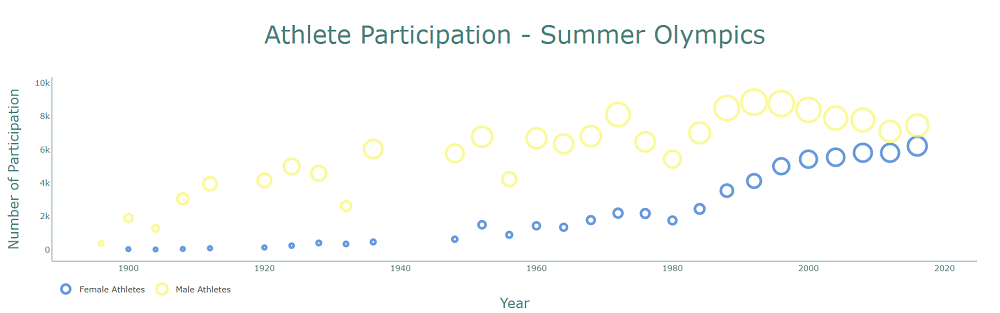 Athlete Participation - Summer Olympics
Number of Participation
10k
8k
6k
4k
2k
0
1900 1920 1940 1960 1980 2000 2020
Female Athletes Male Athletes
Year